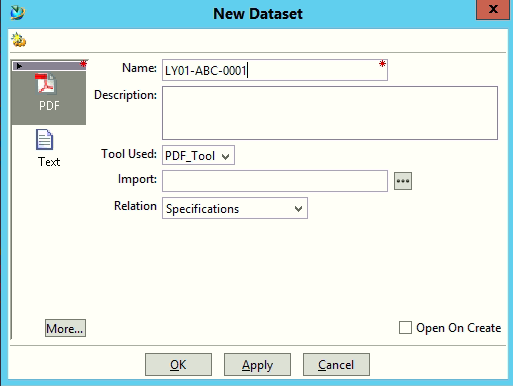 New Dataset
x
PDF
Text
Name: LY01-ABC-0001 *
Description:
Tool Used: PDF_Tool
Import: ...
Relation Specifications
More...
Open On Create
OK Apply Cancel